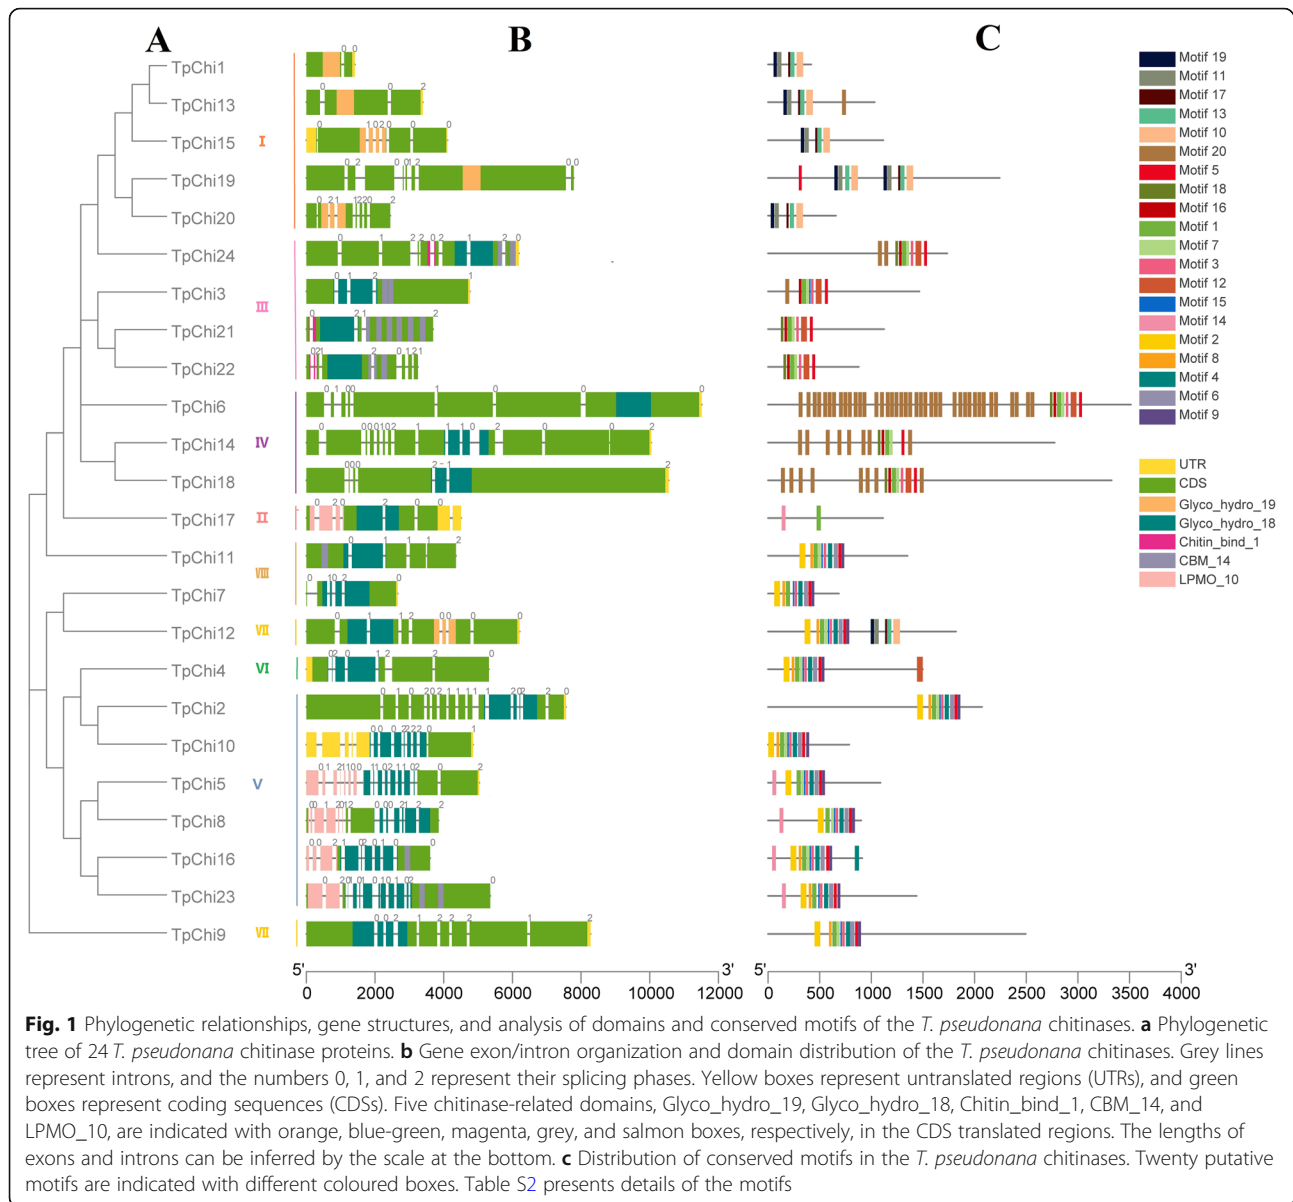 A
B
C
TpChi1
TpChi13
TpChi15
TpChi19
TpChi20
TpChi24
TpChi3
TpChi21
TpChi22
TpChi6
TpChi14
TpChi18
TpChi17
TpChi11
TpChi7
TpChi12
TpChi4
TpChi2
TpChi10
TpChi5
TpChi8
TpChi16
TpChi23
TpChi9
I
III
IV
II
VIII
VII
VI
V
VII
Motif 19
Motif 11
Motif 17
Motif 13
Motif 10
Motif 20
Motif 5
Motif 18
Motif 16
Motif 1
Motif 7
Motif 3
Motif 12
Motif 15
Motif 14
Motif 2
Motif 8
Motif 4
Motif 6
Motif 9
UTR
CDS
Glyco_hydro_19
Glyco_hydro_18
Chitin_bind_1
CBM_14
LPMO_10
5' 3'
0 2000 4000 6000 8000 10000 12000
5' 3'
0 500 1000 1500 2000 2500 3000 3500 4000
Fig. 1 Phylogenetic relationships, gene structures, and analysis of domains and conserved motifs of the T. pseudonana chitinases. a Phylogenetic
tree of 24 T. pseudonana chitinase proteins. b Gene exon/intron organization and domain distribution of the T. pseudonana chitinases. Grey lines
represent introns, and the numbers 0, 1, and 2 represent their splicing phases. Yellow boxes represent untranslated regions (UTRs), and green
boxes represent coding sequences (CDSs). Five chitinase-related domains, Glyco_hydro_19, Glyco_hydro_18, Chitin_bind_1, CBM_14, and
LPMO_10, are indicated with orange, blue-green, magenta, grey, and salmon boxes, respectively, in the CDS translated regions. The lengths of
exons and introns can be inferred by the scale at the bottom. c Distribution of conserved motifs in the T. pseudonana chitinases. Twenty putative
motifs are indicated with different coloured boxes. Table S2 presents details of the motifs